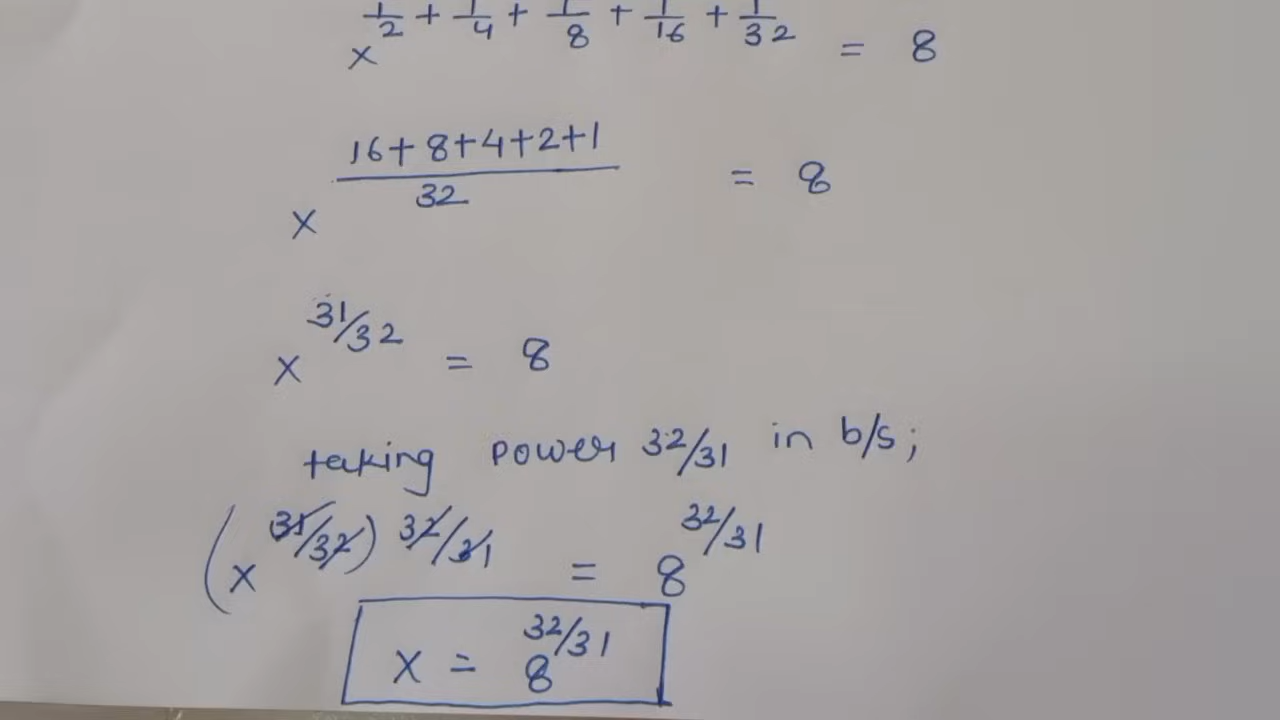 x^(1/2 + 1/4 + 1/8 + 1/16 + 1/32) = 8
x^((16+8+4+2+1)/32) = 8
x^(31/32) = 8
taking power 32/31 in b/s;
(x^(31/32))^(32/31) = 8^(32/31)
x = 8^(32/31)